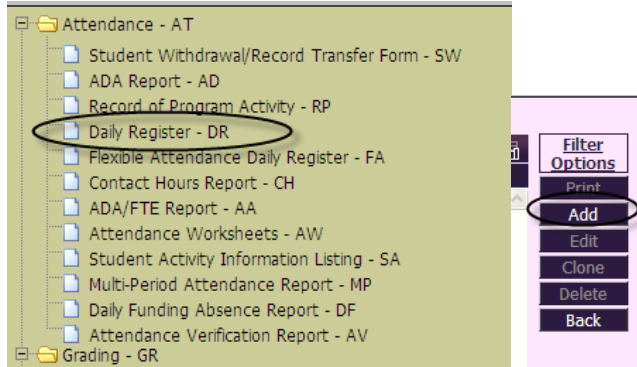 Attendance - AT
Student Withdrawal/Record Transfer Form - SW
ADA Report - AD
Record of Program Activity - RP
Daily Register - DR
Flexible Attendance Daily Register - FA
Contact Hours Report - CH
ADA/FTE Report - AA
Attendance Worksheets - AW
Student Activity Information Listing - SA
Multi-Period Attendance Report - MP
Daily Funding Absence Report - DF
Attendance Verification Report - AV
Grading - GR
Filter
Options
Print
Add
Edit
Clone
Delete
Back